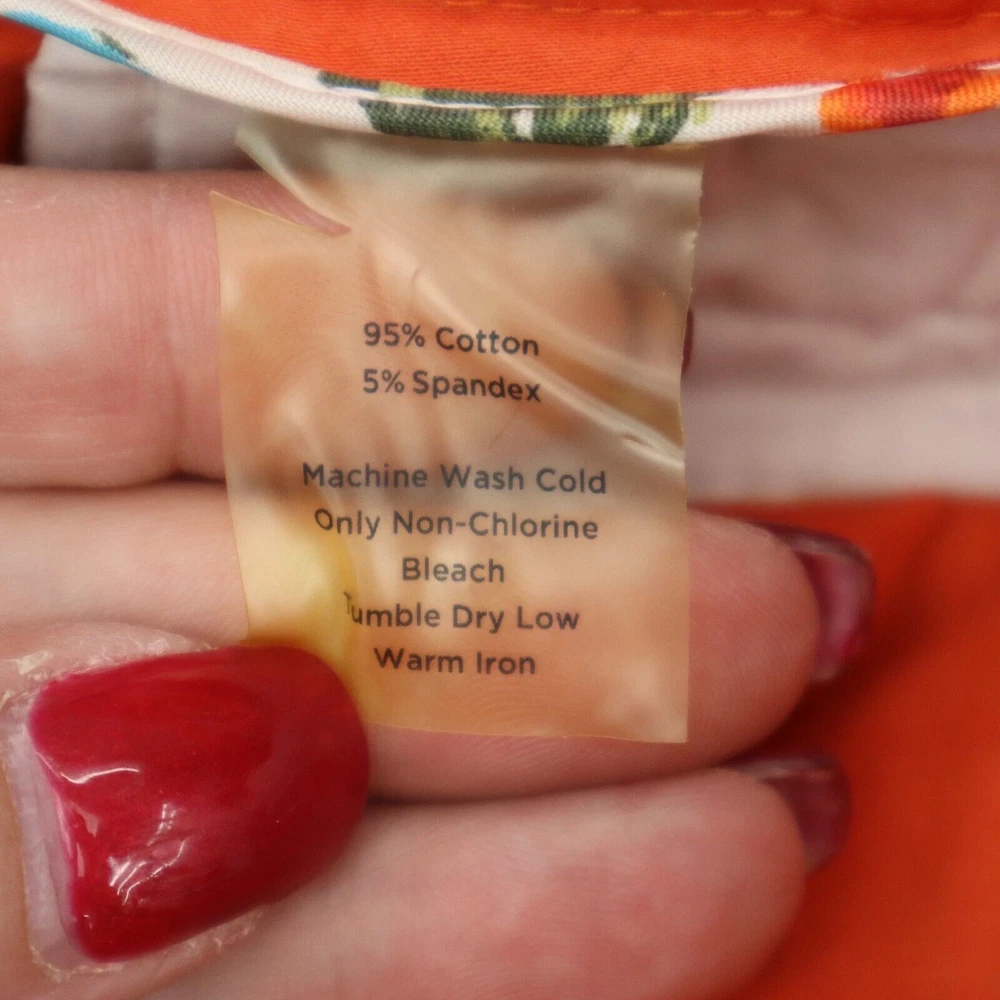 95% Cotton
5% Spandex
Machine Wash Cold
Only Non-Chlorine
Bleach
Tumble Dry Low
Warm Iron